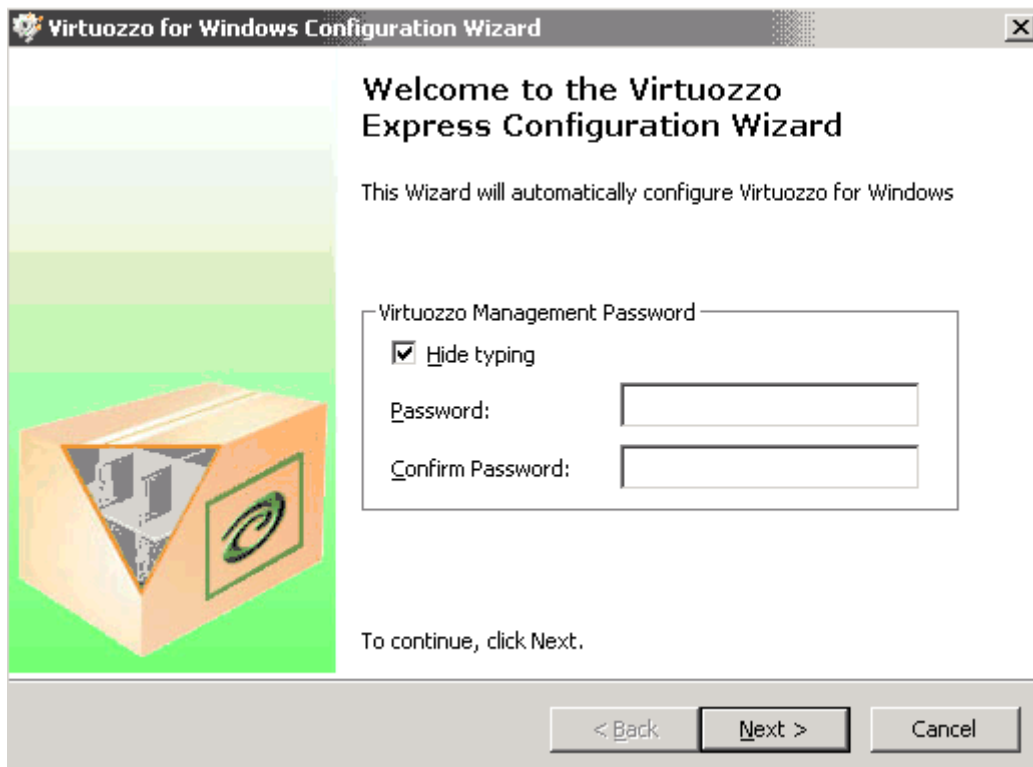 Virtuozzo for Windows Configuration Wizard
Welcome to the Virtuozzo
Express Configuration Wizard
This Wizard will automatically configure Virtuozzo for Windows
Virtuozzo Management Password
Hide typing
Password:
Confirm Password:
To continue, click Next.
< Back
Next >
Cancel